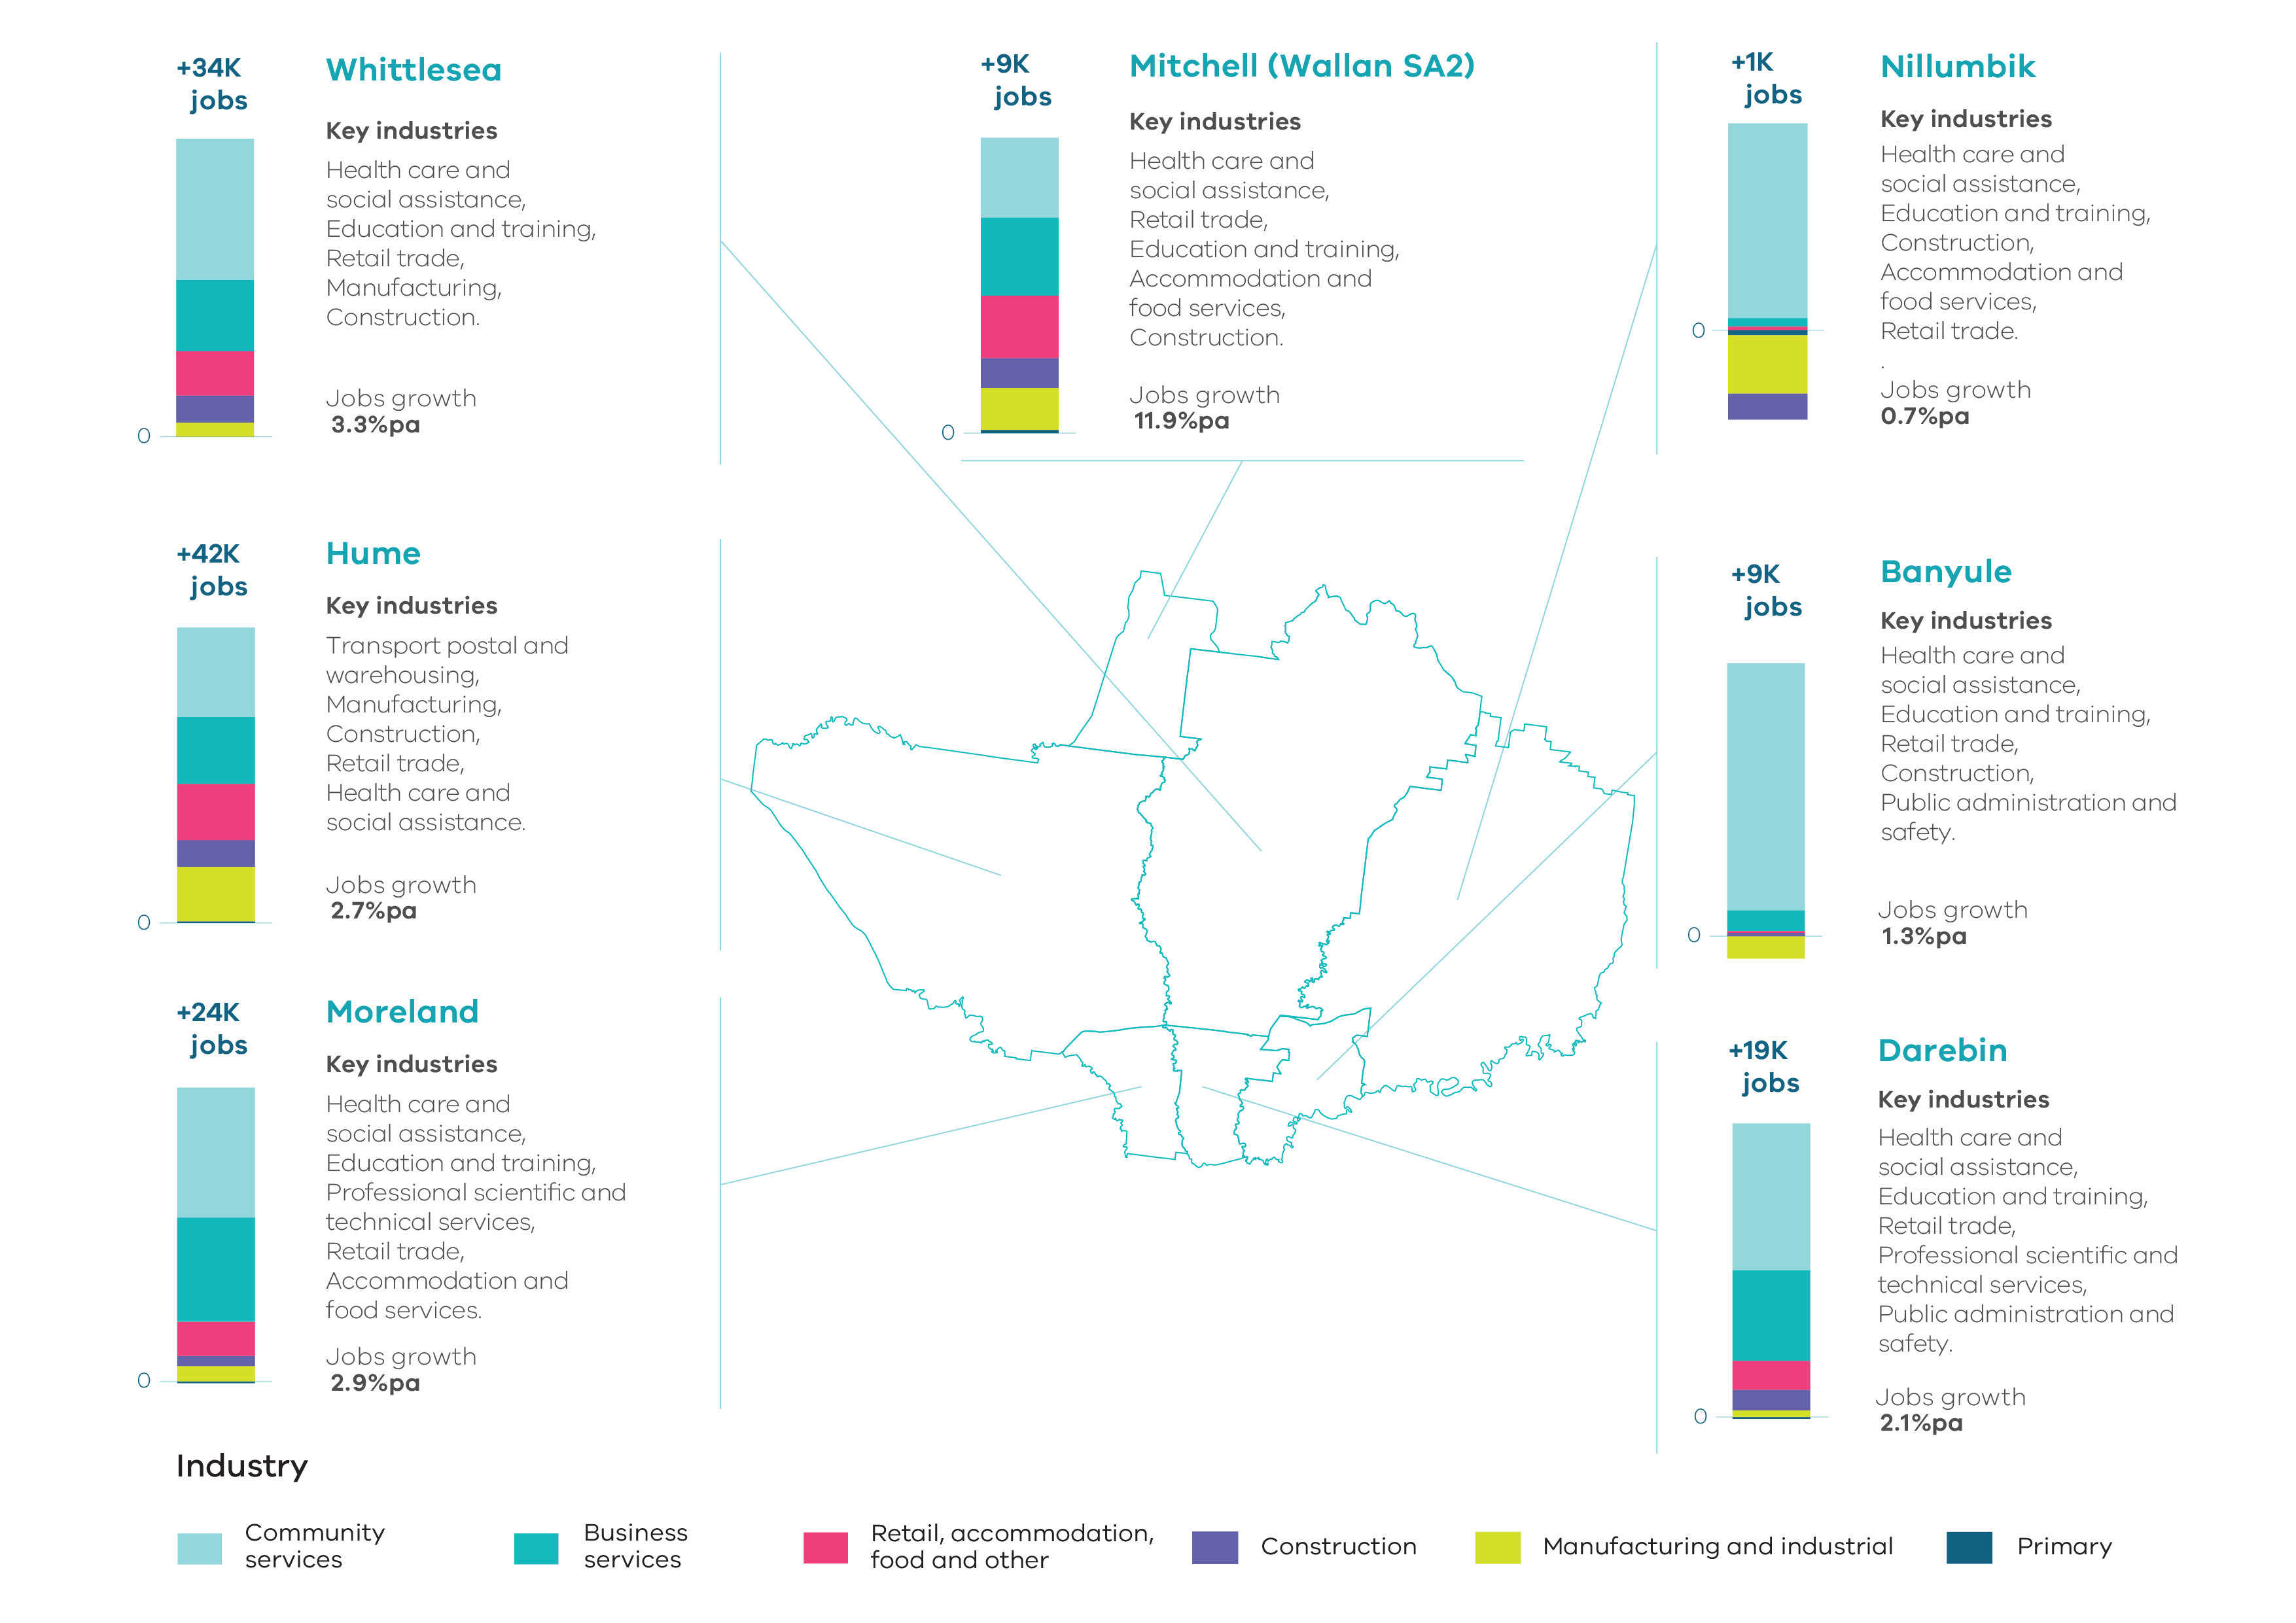 +34K
jobs
Whittlesea
Key industries
Health care and
social assistance,
Education and training,
Retail trade,
Manufacturing,
Construction.
Jobs growth
3.3%pa
0
+9K
jobs
Mitchell (Wallan SA2)
Key industries
Health care and
social assistance,
Retail trade,
Education and training,
Accommodation and
food services,
Construction.
Jobs growth
11.9%pa
0
+1K
jobs
Nillumbik
Key industries
Health care and
social assistance,
Education and training,
Construction,
Accommodation and
food services,
Retail trade.
.
Jobs growth
0.7%pa
0
+42K
jobs
Hume
Key industries
Transport postal and
warehousing,
Manufacturing,
Construction,
Retail trade,
Health care and
social assistance.
Jobs growth
2.7%pa
0
+9K
jobs
Banyule
Key industries
Health care and
social assistance,
Education and training,
Retail trade,
Construction,
Public administration and
safety.
Jobs growth
1.3%pa
0
+24K
jobs
Moreland
Key industries
Health care and
social assistance,
Education and training,
Professional scientific and
technical services,
Retail trade,
Accommodation and
food services.
Jobs growth
2.9%pa
0
+19K
jobs
Darebin
Key industries
Health care and
social assistance,
Education and training,
Retail trade,
Professional scientific and
technical services,
Public administration and
safety.
Jobs growth
2.1%pa
0
Industry
Community
services
Business
services
Retail, accommodation,
food and other
Construction
Manufacturing and industrial
Primary